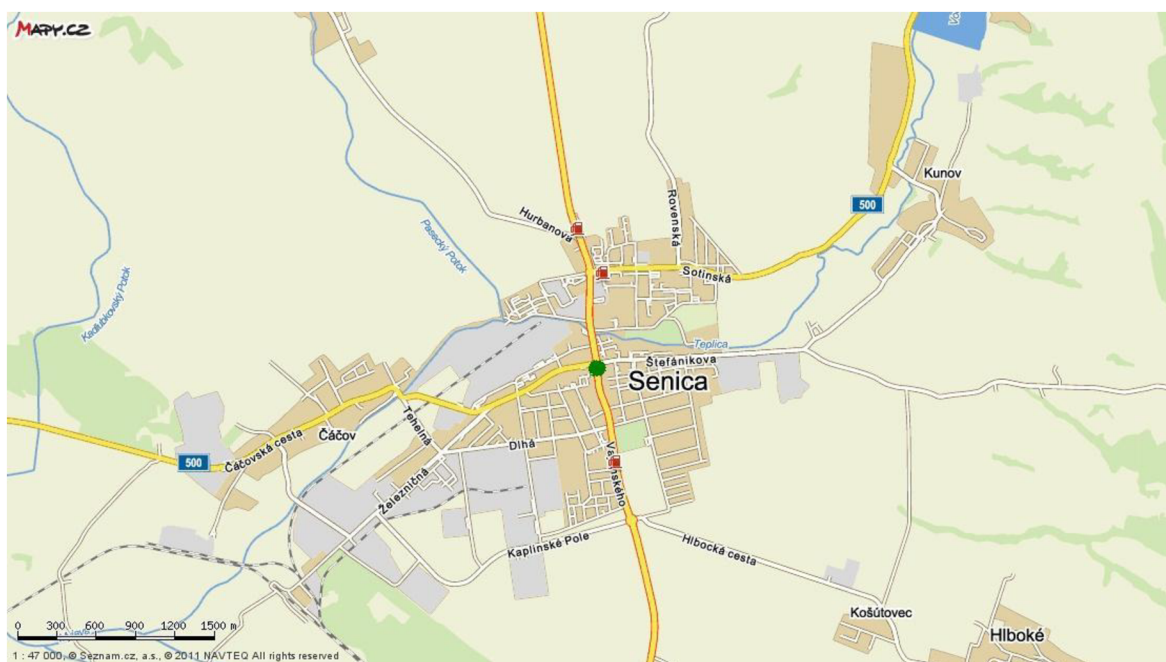 MAPY.CZ
Kunov
500
Rovenská
Hurbanova
Pasecký Potok
Sotinská
Kadlubkovský Potok
Teplica
Štefánikova
Senica
Tehelná
Čáčov
Dlhá
Čáčovská cesta
500
Železničná
Kaplinské Pole
Hlbocká cesta
Košútovec
Hlboké
0 300 600 900 1200 1500 m
1 : 47 000, © Seznam.cz, a.s., © 2011 NAVTEQ All rights reserved